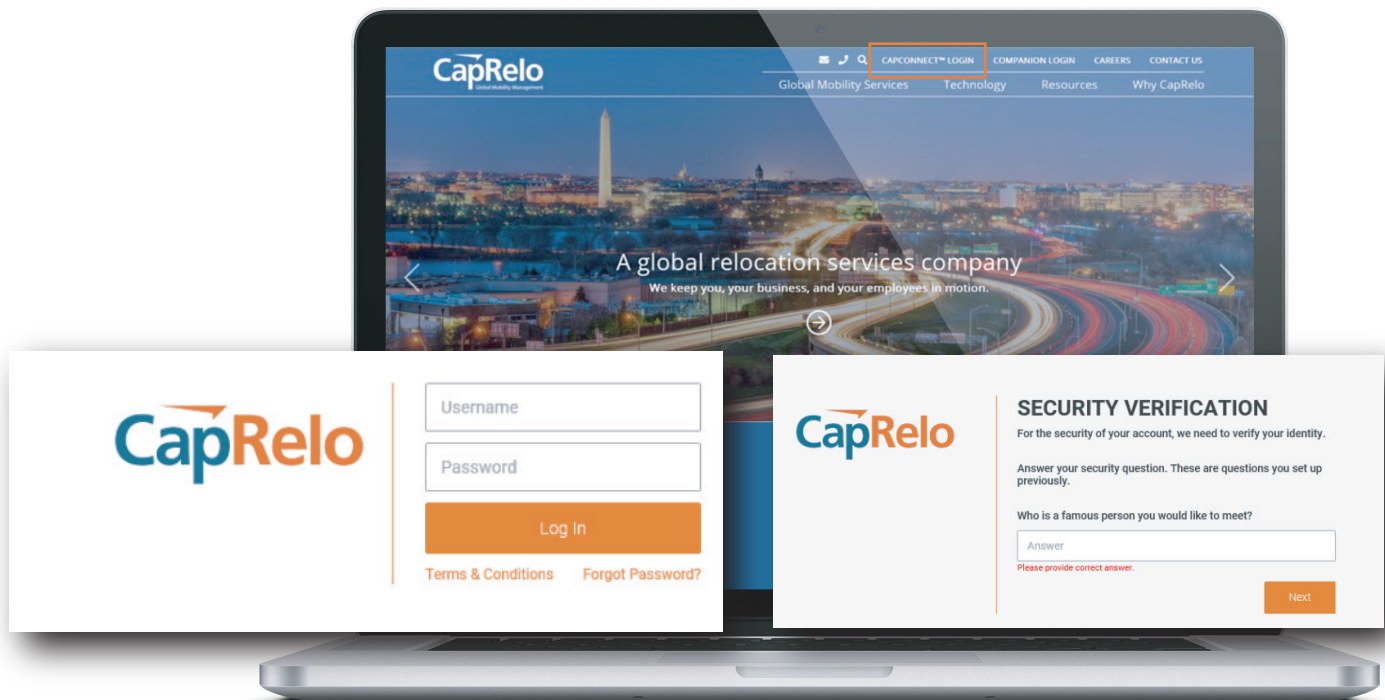 CapRelo
Global Mobility Management
CAPCONNECT™ LOGIN COMPANION LOGIN CAREERS CONTACT US
Global Mobility Services Technology Resources Why CapRelo
A global relocation services company
We keep you, your business, and your employees in motion.
CapRelo
Username
Password
Log In
Terms & Conditions Forgot Password?
CapRelo
SECURITY VERIFICATION
For the security of your account, we need to verify your identity.
Answer your security question. These are questions you set up
previously.
Who is a famous person you would like to meet?
Answer
Please provide correct answer.
Next